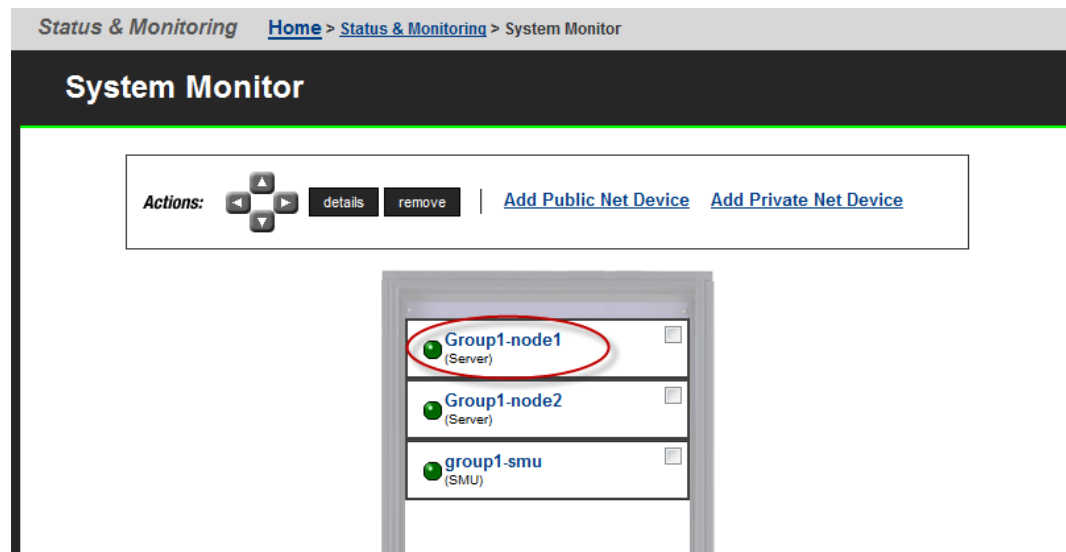 Status & Monitoring Home > Status & Monitoring > System Monitor
System Monitor
Actions: details remove | Add Public Net Device Add Private Net Device
Group1-node1
(Server)
Group1-node2
(Server)
group1-smu
(SMU)